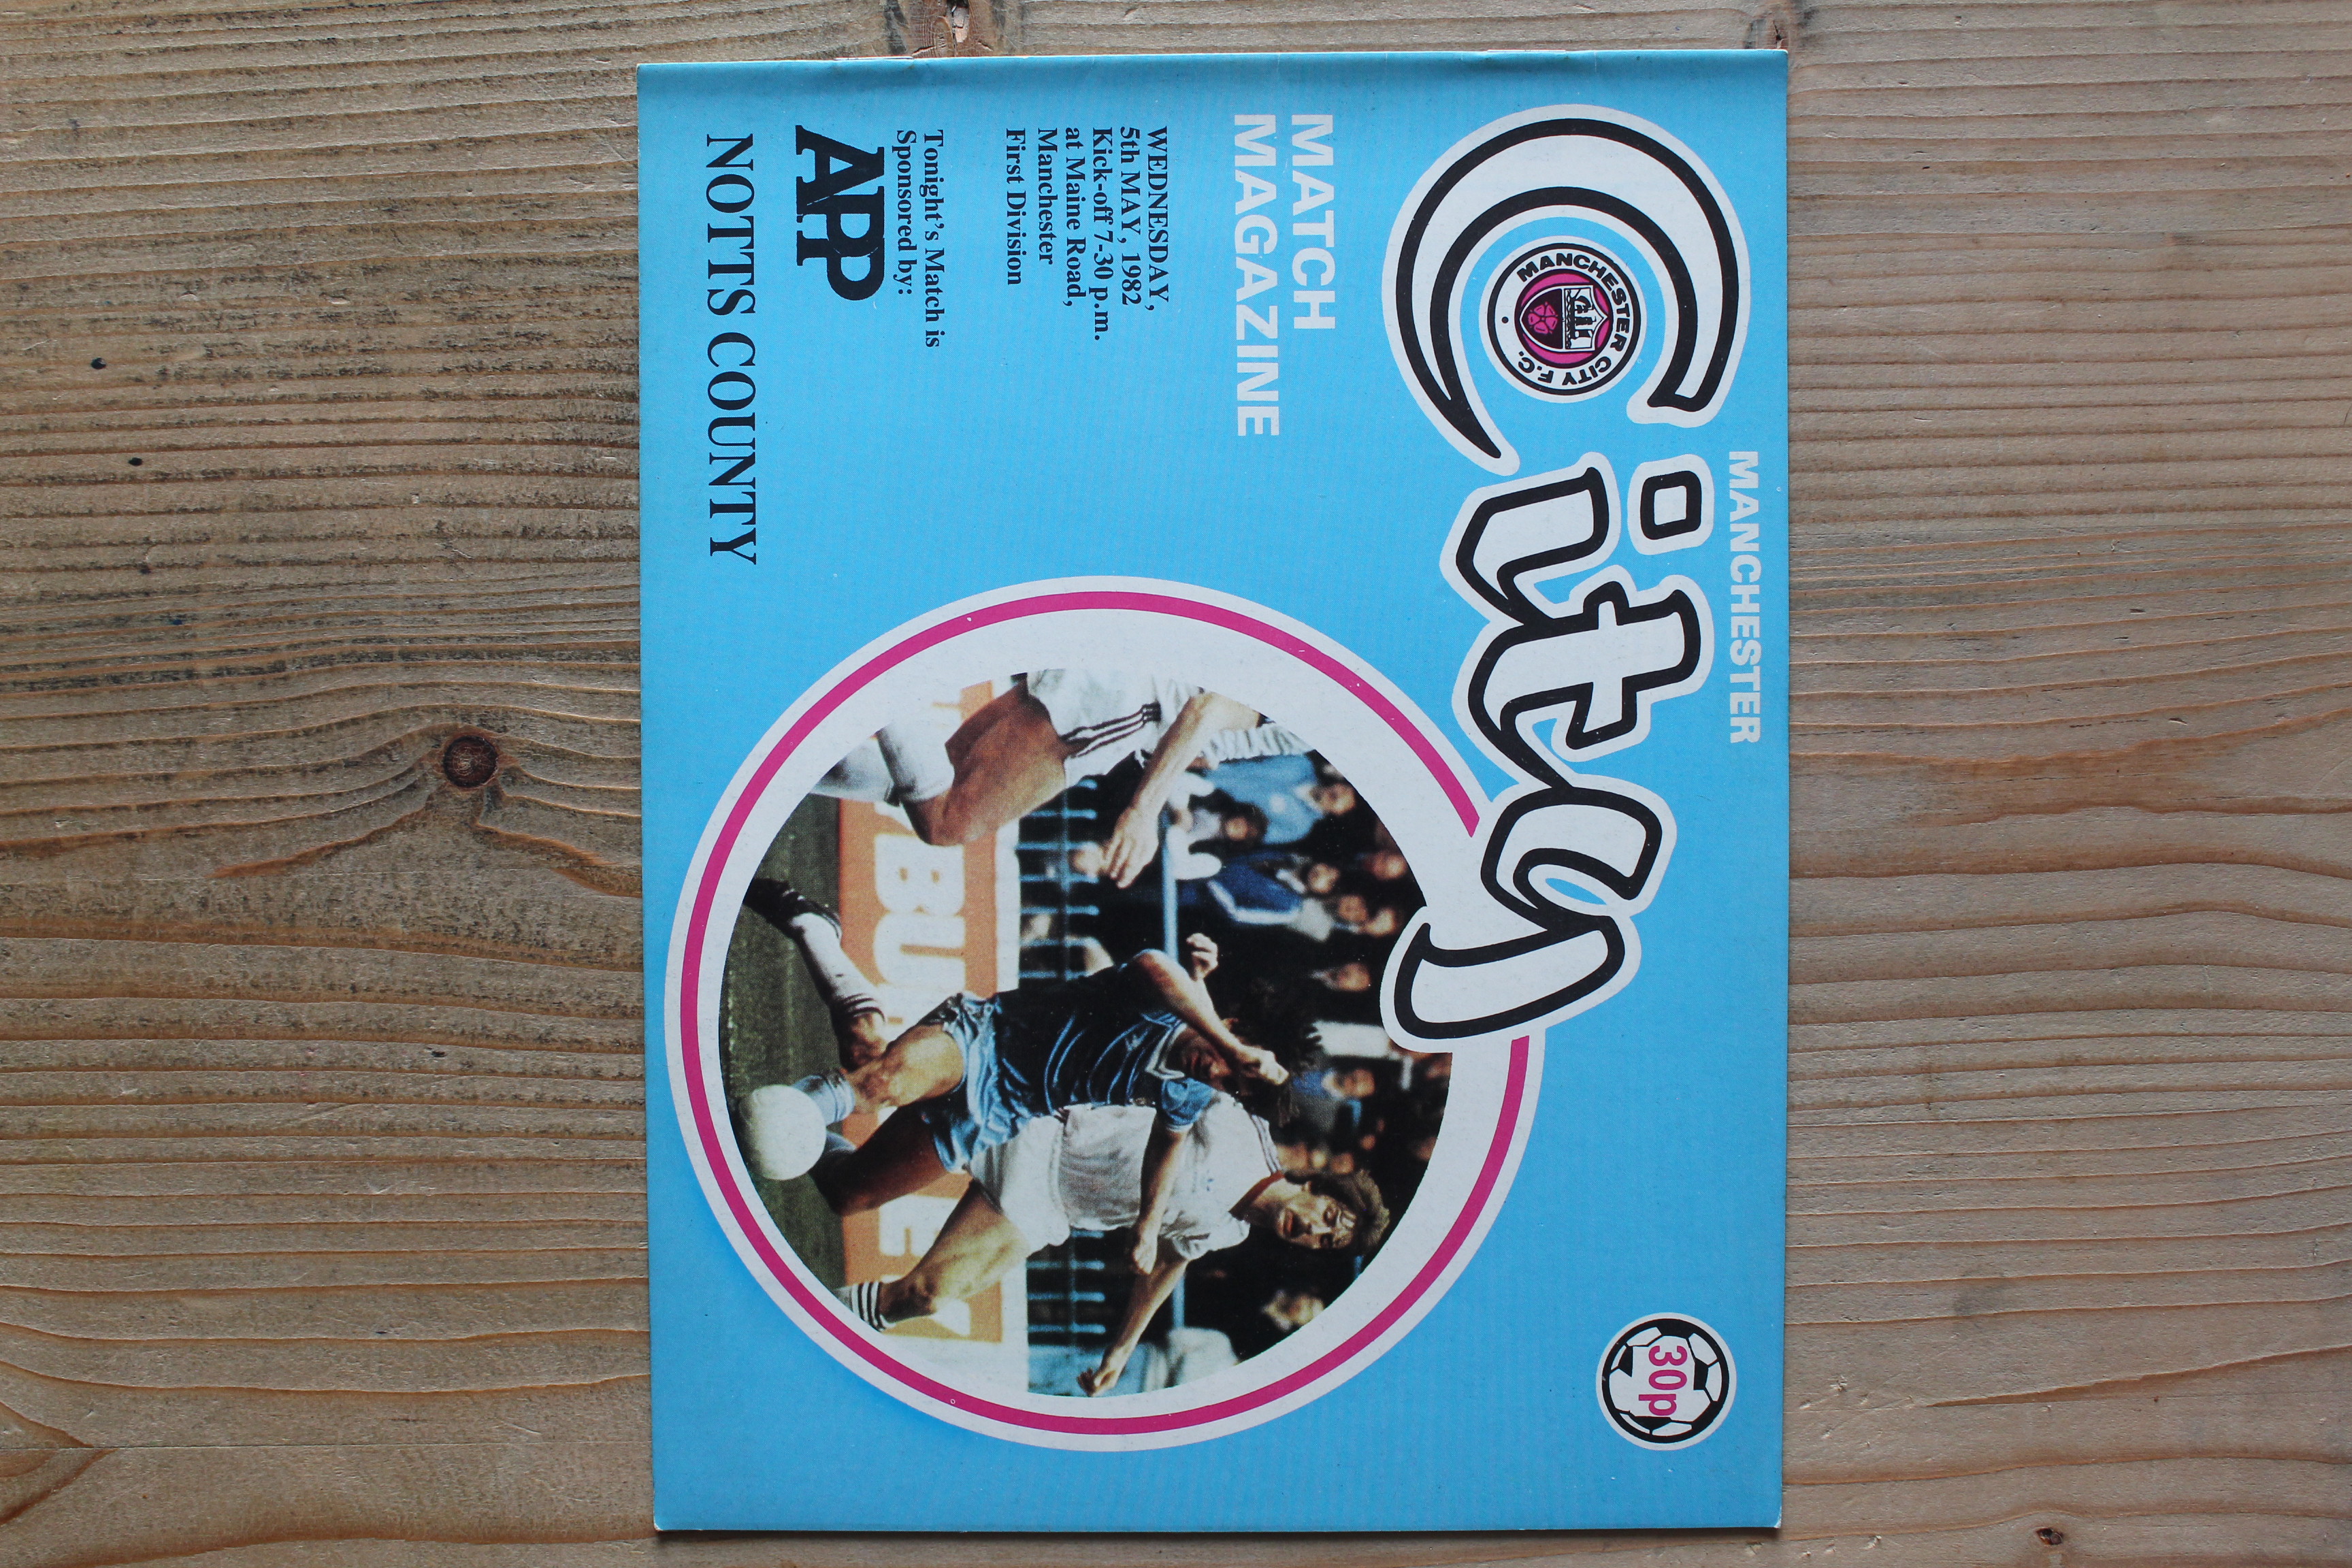 MANCHESTER
City
MANCHESTER CITY F.C.
30p
MATCH
MAGAZINE
WEDNESDAY,
5th MAY, 1982
Kick-off 7-30 p.m.
at Maine Road,
Manchester
First Division
Tonight's Match is
Sponsored by:
APP
NOTTS COUNTY